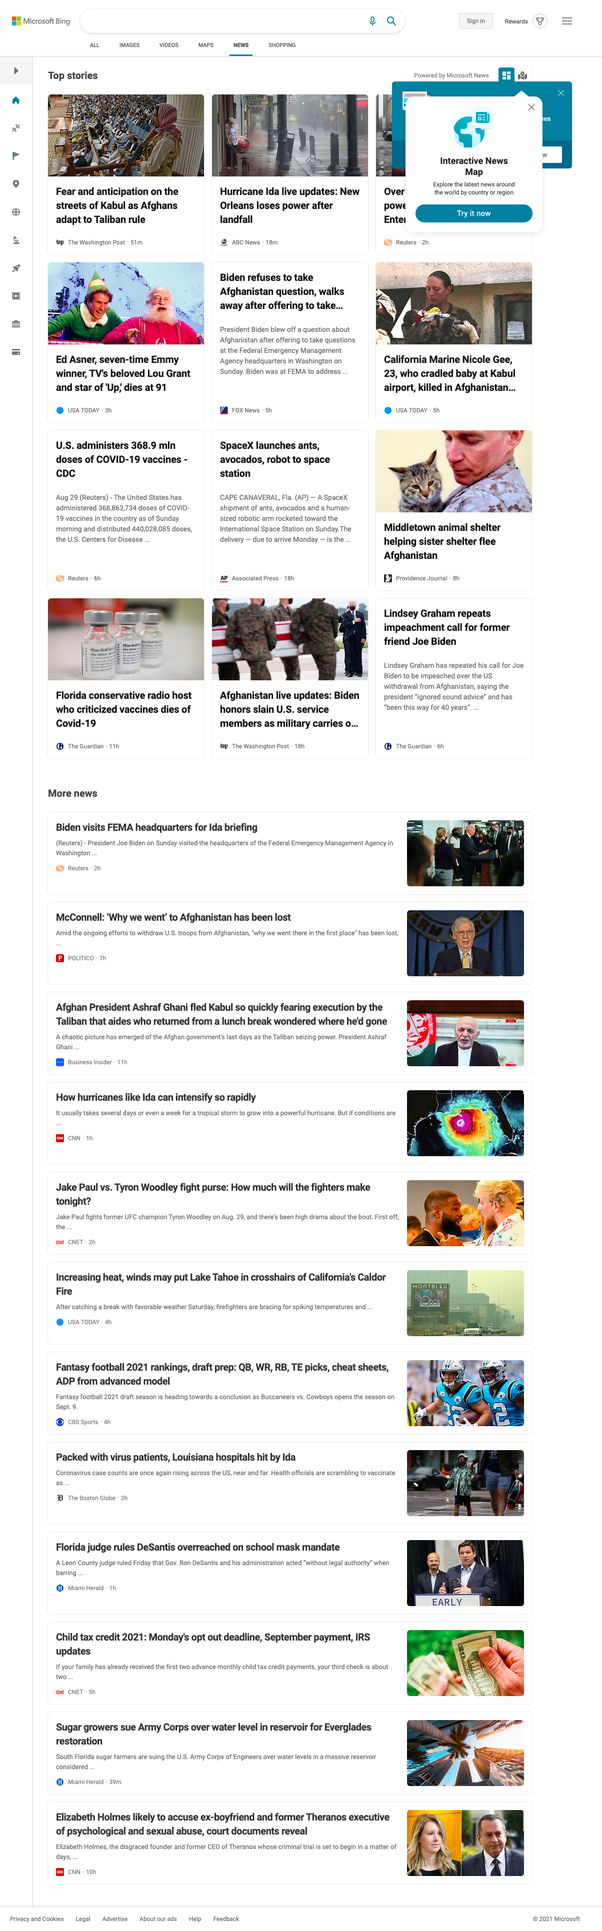 Microsoft Bing
Sign in
Rewards
ALL
IMAGES
VIDEOS
MAPS
NEWS
SHOPPING
Top stories
Powered by Microsoft News
Interactive News
Map
Explore the latest news around
the world by country or region
Try it now
Fear and anticipation on the
streets of Kabul as Afghans
adapt to Taliban rule
The Washington Post · 51m
Hurricane Ida live updates: New
Orleans loses power after
landfall
ABC News · 18m
Over
powe
Enter
Reuters · 2h
Ed Asner, seven-time Emmy
winner, TV's beloved Lou Grant
and star of 'Up,' dies at 91
USA TODAY · 3h
Biden refuses to take
Afghanistan question, walks
away after offering to take...
President Biden blew off a question about
Afghanistan after offering to take questions
at the Federal Emergency Management
Agency headquarters in Washington on
Sunday. Biden was at FEMA to address ...
FOX News · 5h
California Marine Nicole Gee,
23, who cradled baby at Kabul
airport, killed in Afghanistan...
USA TODAY · 5h
U.S. administers 368.9 mln
doses of COVID-19 vaccines -
CDC
Aug 29 (Reuters) - The United States has
administered 368,863,734 doses of COVID-
19 vaccines in the country as of Sunday
morning and distributed 440,028,085 doses,
the U.S. Centers for Disease ...
Reuters · 6h
SpaceX launches ants,
avocados, robot to space
station
CAPE CANAVERAL, Fla. (AP) — A SpaceX
shipment of ants, avocados and a human-
sized robotic arm rocketed toward the
International Space Station on Sunday.The
delivery — due to arrive Monday — is the ...
AP Associated Press · 18h
Middletown animal shelter
helping sister shelter flee
Afghanistan
Providence Journal · 8h
Florida conservative radio host
who criticized vaccines dies of
Covid-19
The Guardian · 11h
Afghanistan live updates: Biden
honors slain U.S. service
members as military carries o...
The Washington Post · 18h
Lindsey Graham repeats
impeachment call for former
friend Joe Biden
Lindsey Graham has repeated his call for Joe
Biden to be impeached over the US
withdrawal from Afghanistan, saying the
president “ignored sound advice” and has
“been this way for 40 years”. ...
The Guardian · 6h
More news
Biden visits FEMA headquarters for Ida briefing
(Reuters) - President Joe Biden on Sunday visited the headquarters of the Federal Emergency Management Agency in
Washington ...
Reuters · 2h
McConnell: ‘Why we went’ to Afghanistan has been lost
Amid the ongoing efforts to withdraw U.S. troops from Afghanistan, "why we went there in the first place" has been lost,
...
POLITICO · 7h
Afghan President Ashraf Ghani fled Kabul so quickly fearing execution by the
Taliban that aides who returned from a lunch break wondered where he'd gone
A chaotic picture has emerged of the Afghan government's last days as the Taliban seizing power. President Ashraf
Ghani ...
Business Insider · 11h
How hurricanes like Ida can intensify so rapidly
It usually takes several days or even a week for a tropical storm to grow into a powerful hurricane. But if conditions are
...
CNN · 1h
Jake Paul vs. Tyron Woodley fight purse: How much will the fighters make
tonight?
Jake Paul fights former UFC champion Tyron Woodley on Aug. 29, and there's been high drama about the bout. First off,
the ...
CNET · 2h
Increasing heat, winds may put Lake Tahoe in crosshairs of California's Caldor
Fire
After catching a break with favorable weather Saturday, firefighters are bracing for spiking temperatures and ...
USA TODAY · 4h
MONTBLEU
Fantasy football 2021 rankings, draft prep: QB, WR, RB, TE picks, cheat sheets,
ADP from advanced model
Fantasy football 2021 draft season is heading towards a conclusion as Buccaneers vs. Cowboys opens the season on
Sept. 9.
CBS Sports · 4h
Packed with virus patients, Louisiana hospitals hit by Ida
Coronavirus case counts are once again rising across the US, near and far. Health officials are scrambling to vaccinate
as ...
The Boston Globe · 2h
Florida judge rules DeSantis overreached on school mask mandate
A Leon County judge ruled Friday that Gov. Ron DeSantis and his administration acted “without legal authority” when
barring ...
Miami Herald · 1h
EARLY
Child tax credit 2021: Monday's opt out deadline, September payment, IRS
updates
If your family has already received the first two advance monthly child tax credit payments, your third check is about
two ...
CNET · 5h
Sugar growers sue Army Corps over water level in reservoir for Everglades
restoration
South Florida sugar farmers are suing the U.S. Army Corps of Engineers over water levels in a massive reservoir
considered ...
Miami Herald · 39m
Elizabeth Holmes likely to accuse ex-boyfriend and former Theranos executive
of psychological and sexual abuse, court documents reveal
Elizabeth Holmes, the disgraced founder and former CEO of Theranos whose criminal trial is set to begin in a matter of
days, ...
CNN · 10h
Privacy and Cookies
Legal
Advertise
About our ads
Help
Feedback
© 2021 Microsoft